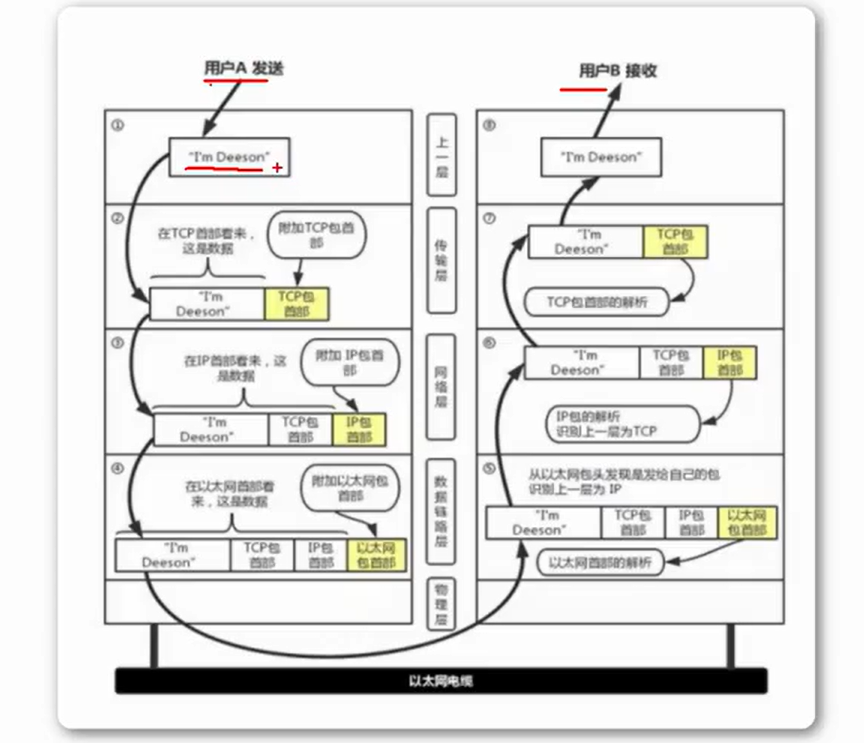 用户A 发送
①
"I'm Deeson"
②
在TCP首部看来，
这是数据
附加TCP包首
部
"I'm
Deeson"
TCP包
首部
③
在IP首部看来，这
是数据
附加 IP包首
部
"I'm
Deeson"
TCP包
首部
IP包
首部
④
在以太网首部看
来，这是数据
附加以太网包
首部
"I'm
Deeson"
TCP包
首部
IP包
首部
以太网
包首部
上一层
传输层
网络层
数据链路层
物理层
用户B 接收
⑧
"I'm Deeson"
⑦
"I'm
Deeson"
TCP包
首部
TCP包首部的解析
⑥
"I'm
Deeson"
TCP包
首部
IP包
首部
IP包的解析
识别上一层为TCP
⑤
从以太网包头发现是发给自己的包
识别上一层为 IP
"I'm
Deeson"
TCP包
首部
IP包
首部
以太网
包首部
以太网首部的解析
以太网电缆